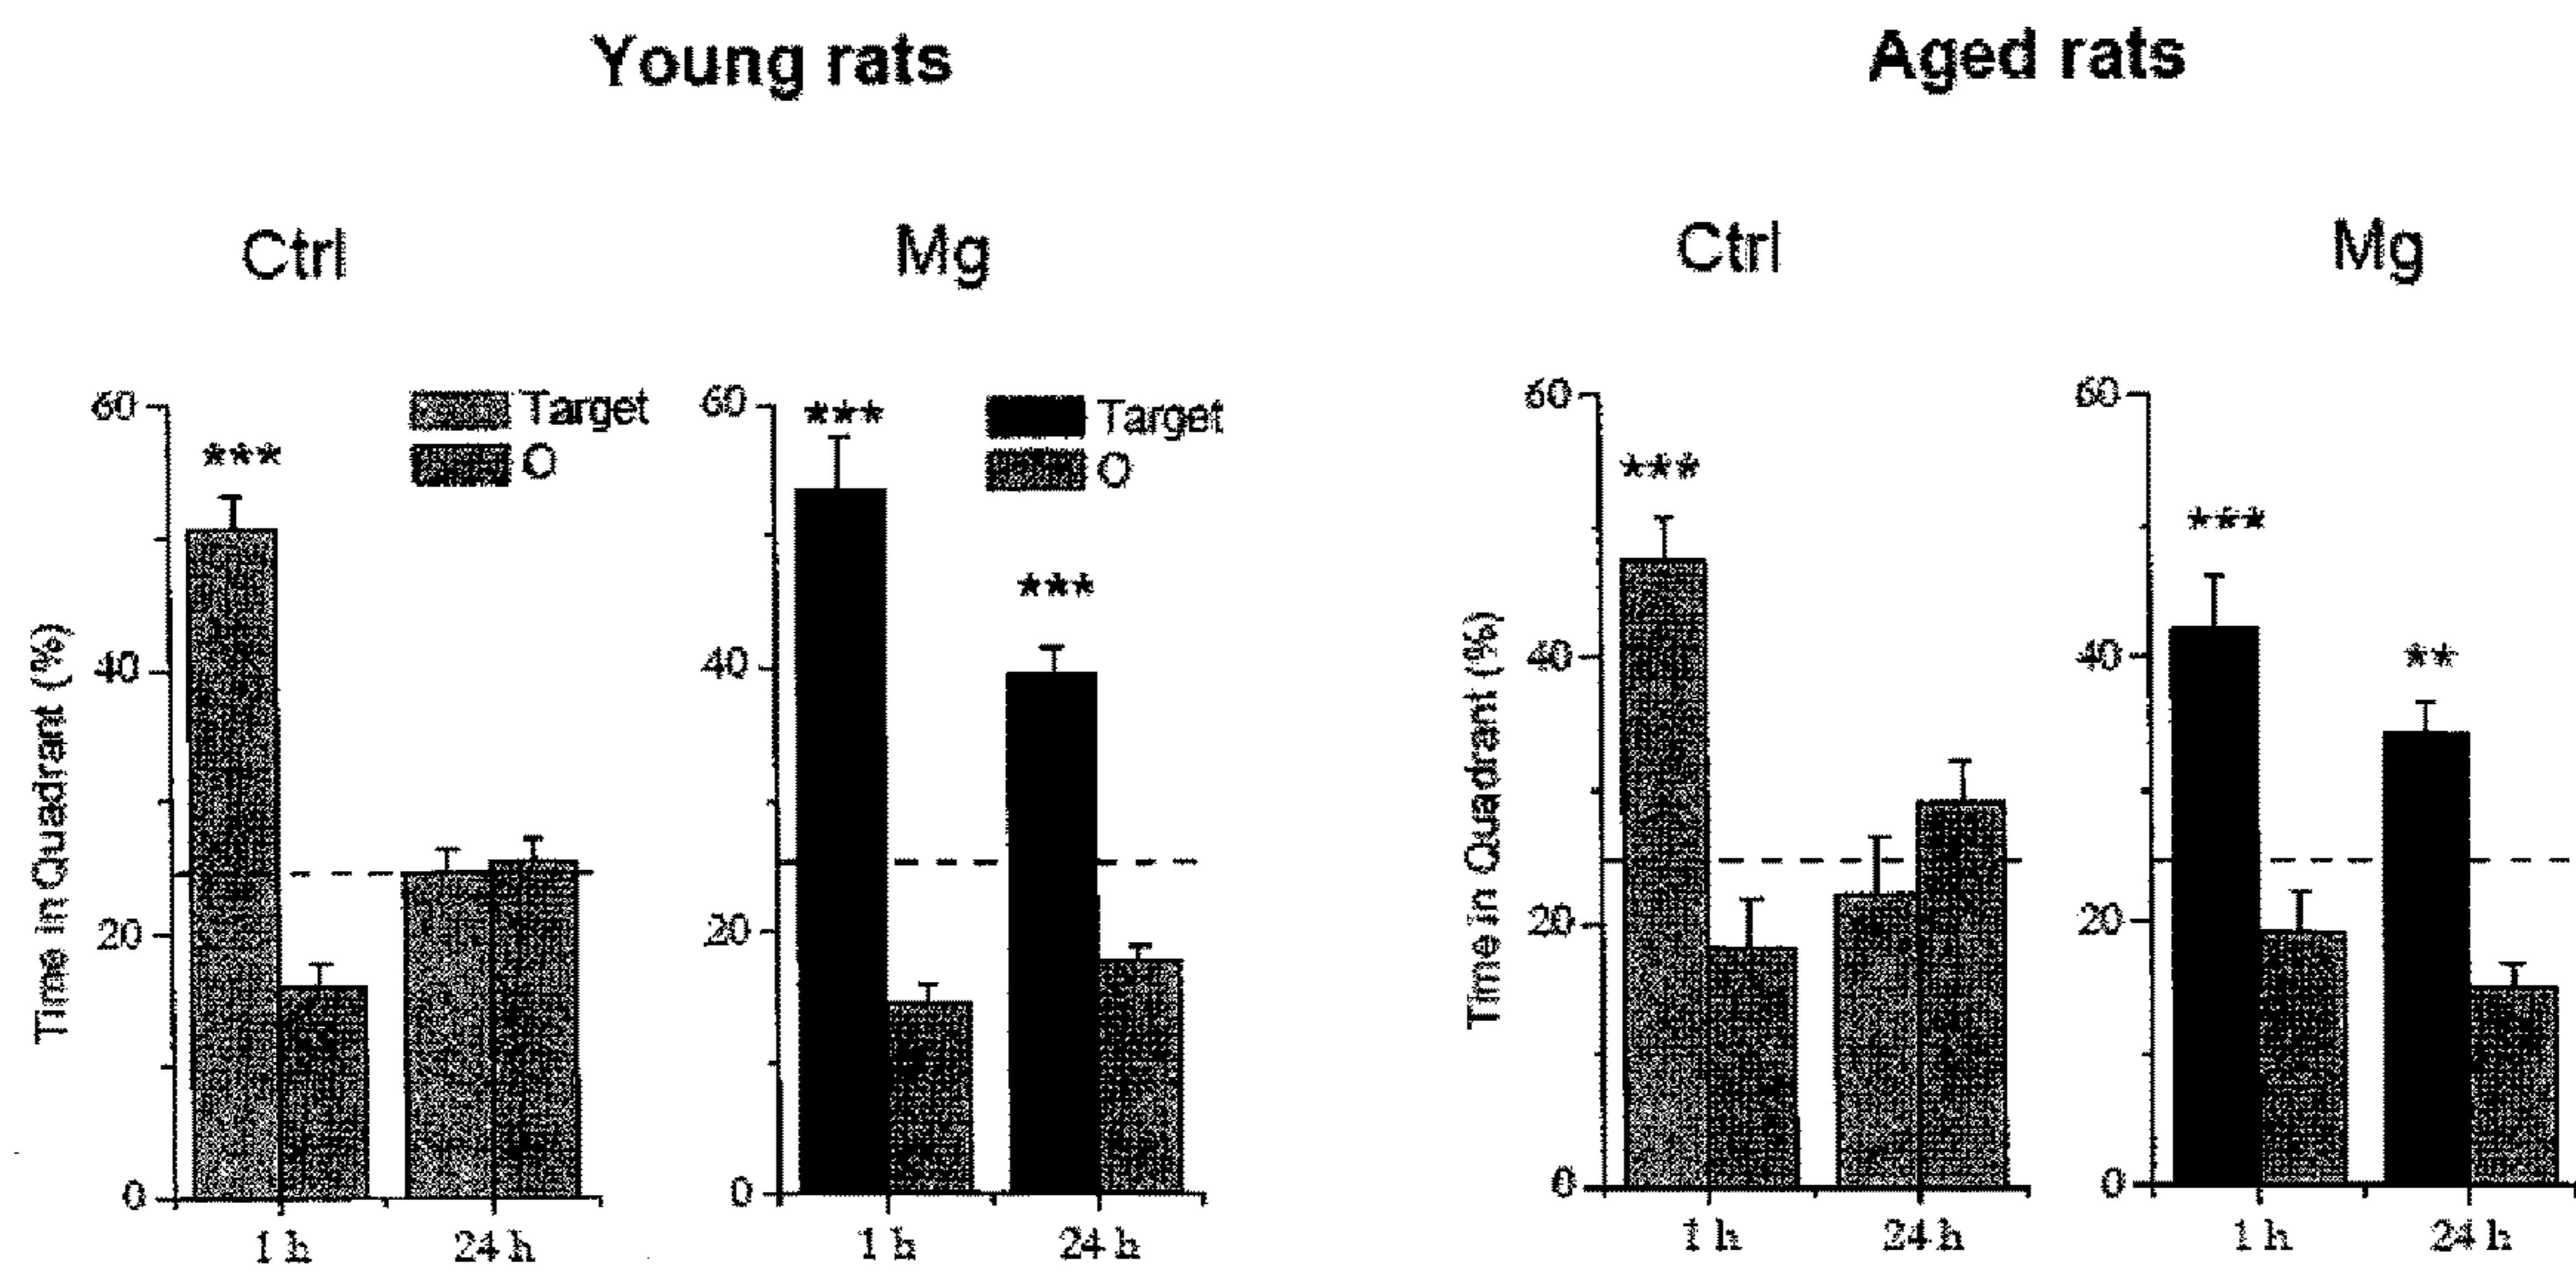 Young rats
Aged rats
Ctrl
Mg
Ctrl
Mg
Time in Quadrant (%)
60
40
20
0
***
Target
O
1 h
24 h
60
40
20
0
***
***
Target
O
1 h
24 h
Time in Quadrant (%)
60
40
20
0
***
1 h
24 h
60
40
20
0
***
**
1 h
24 h